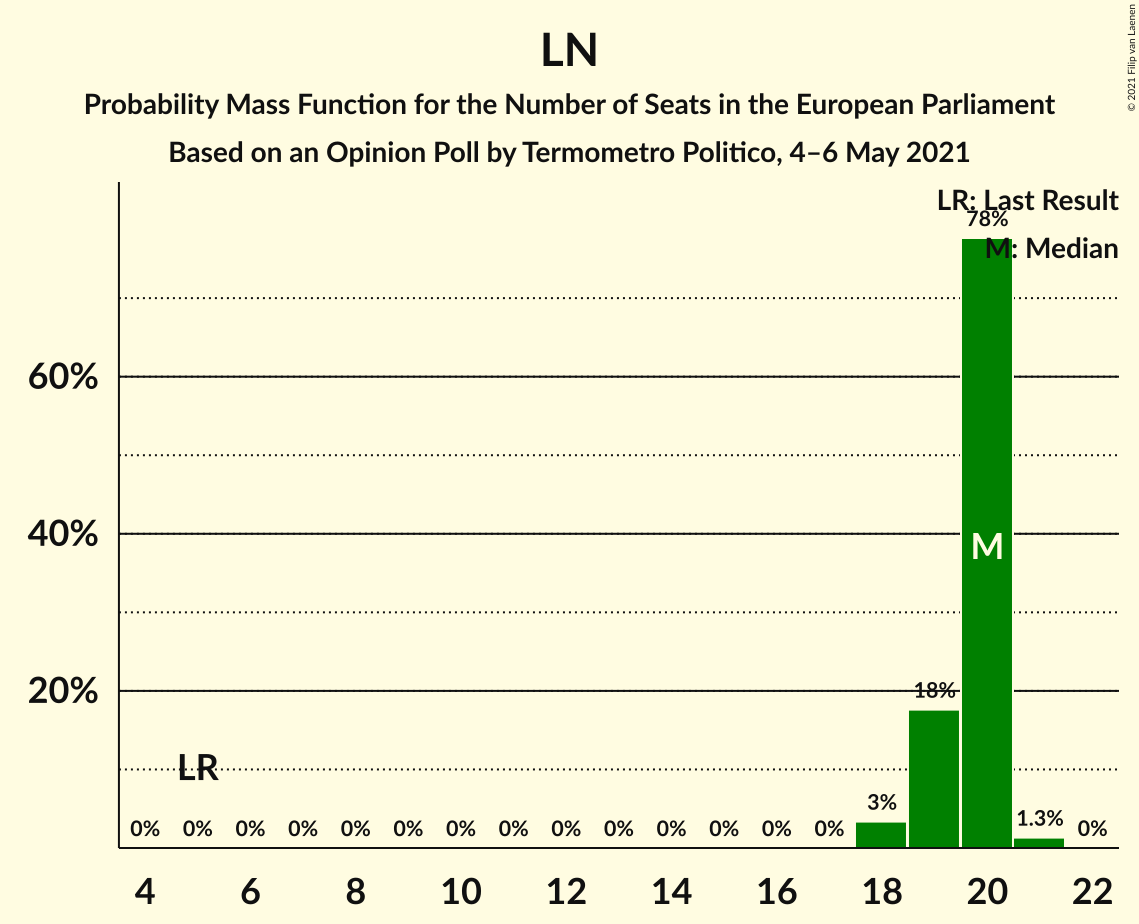 LN
Probability Mass Function for the Number of Seats in the European Parliament
Based on an Opinion Poll by Termometro Politico, 4–6 May 2021
© 2021 Filip van Laenen
LR: Last Result
M: Median
78%
60%
40%
M
20%
18%
LR
0% 0% 0% 0% 0% 0% 0% 0% 0% 0% 0% 0% 0% 0% 3% 1.3% 0%
4 6 8 10 12 14 16 18 20 22